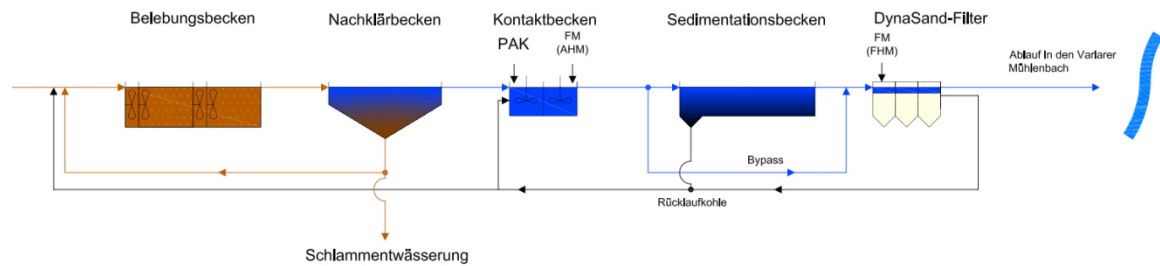 Belebungsbecken
Nachklärbecken
Kontaktbecken
Sedimentationsbecken
DynaSand-Filter
PAK
FM
(AHM)
FM
(FHM)
Ablauf In den Varlarer
Mühlenbach
Bypass
Rücklaufkohle
Schlammentwässerung